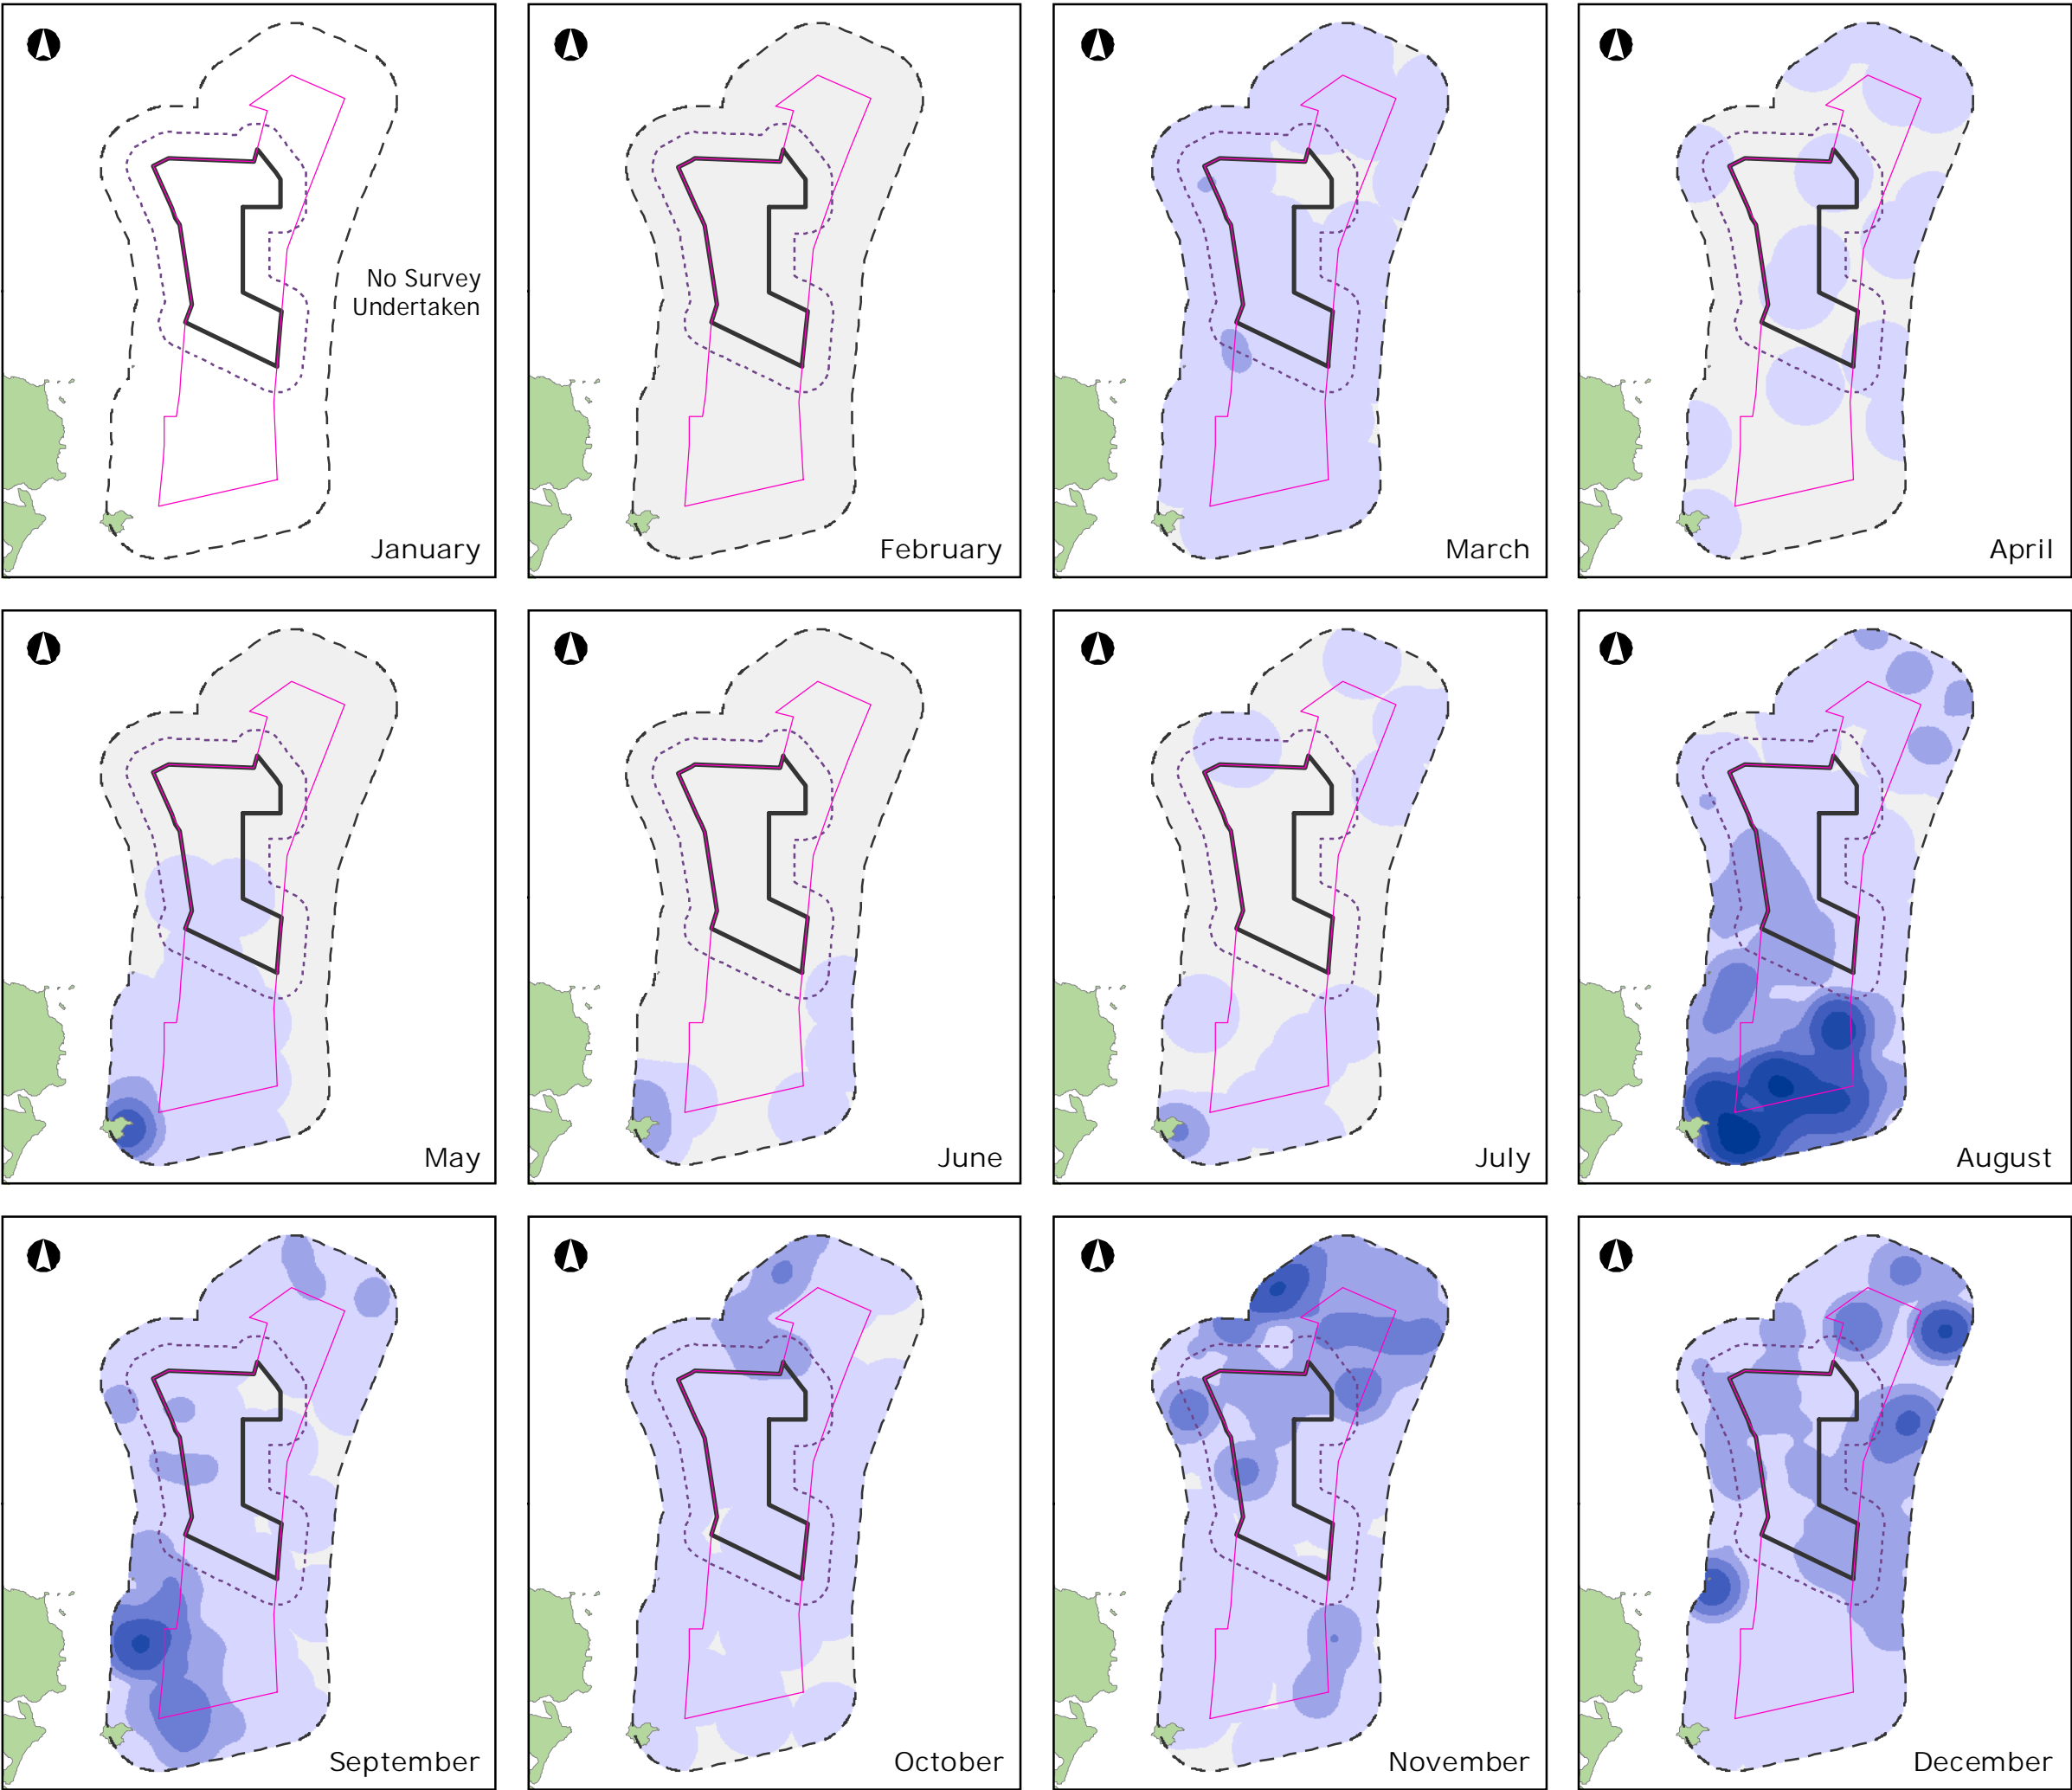 No Survey
Undertaken
January
February
March
April
May
June
July
August
September
October
November
December